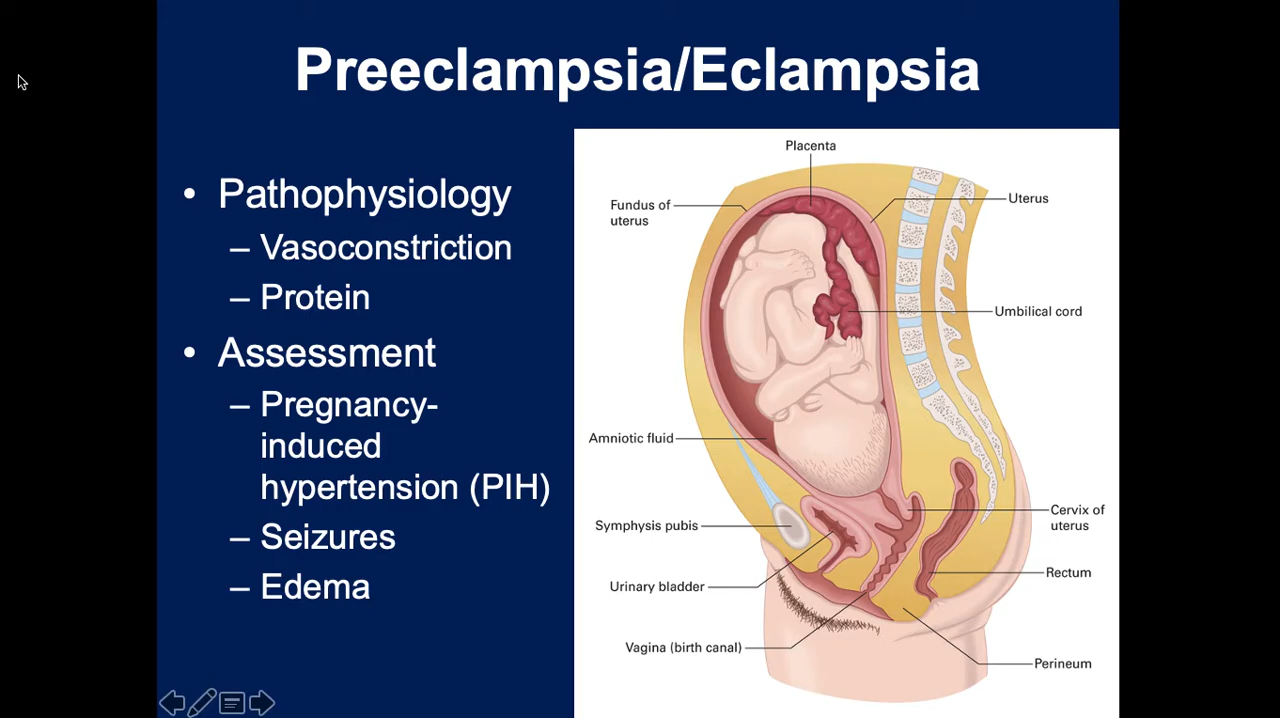 Preeclampsia/Eclampsia
• Pathophysiology
– Vasoconstriction
– Protein
• Assessment
– Pregnancy-
induced
hypertension (PIH)
– Seizures
– Edema
Placenta
Fundus of
uterus
Uterus
Umbilical cord
Amniotic fluid
Symphysis pubis
Cervix of
uterus
Urinary bladder
Rectum
Vagina (birth canal)
Perineum